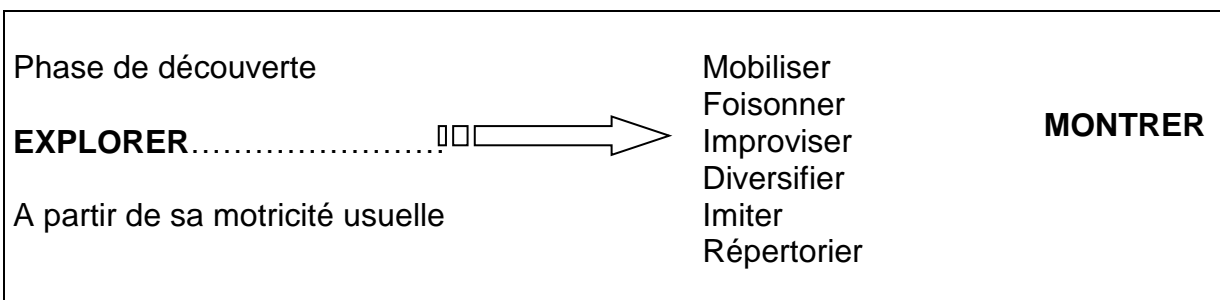 Phase de découverte
EXPLORER…………………….
A partir de sa motricité usuelle
Mobiliser
Foisonner
Improviser
Diversifier
Imiter
Répertorier
MONTRER